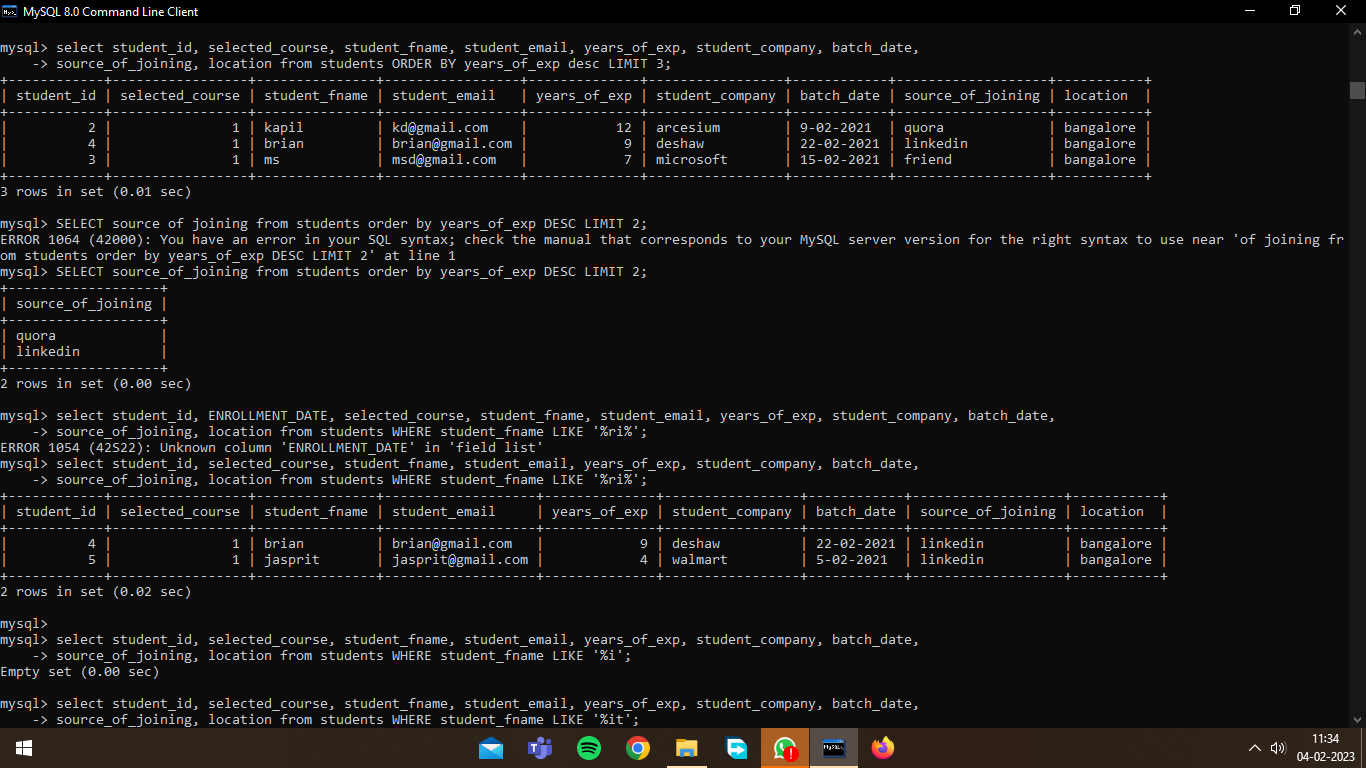 MySQL 8.0 Command Line Client
mysql> select student_id, selected_course, student_fname, student_email, years_of_exp, student_company, batch_date,
    -> source_of_joining, location from students ORDER BY years_of_exp desc LIMIT 3;
+------------+-----------------+---------------+-----------------+--------------+-----------------+------------+-------------------+-----------+
| student_id | selected_course | student_fname | student_email   | years_of_exp | student_company | batch_date | source_of_joining | location  |
+------------+-----------------+---------------+-----------------+--------------+-----------------+------------+-------------------+-----------+
|          2 |               1 | kapil         | kd@gmail.com    |           12 | arcesium        | 9-02-2021  | quora             | bangalore |
|          4 |               1 | brian         | brian@gmail.com |            9 | deshaw          | 22-02-2021 | linkedin          | bangalore |
|          3 |               1 | ms            | msd@gmail.com   |            7 | microsoft       | 15-02-2021 | friend            | bangalore |
+------------+-----------------+---------------+-----------------+--------------+-----------------+------------+-------------------+-----------+
3 rows in set (0.01 sec)
mysql> SELECT source of joining from students order by years_of_exp DESC LIMIT 2;
ERROR 1064 (42000): You have an error in your SQL syntax; check the manual that corresponds to your MySQL server version for the right syntax to use near 'of joining fr
om students order by years_of_exp DESC LIMIT 2' at line 1
mysql> SELECT source_of_joining from students order by years_of_exp DESC LIMIT 2;
+-------------------+
| source_of_joining |
+-------------------+
| quora             |
| linkedin          |
+-------------------+
2 rows in set (0.00 sec)
mysql> select student_id, ENROLLMENT_DATE, selected_course, student_fname, student_email, years_of_exp, student_company, batch_date,
    -> source_of_joining, location from students WHERE student_fname LIKE '%ri%';
ERROR 1054 (42S22): Unknown column 'ENROLLMENT_DATE' in 'field list'
mysql> select student_id, selected_course, student_fname, student_email, years_of_exp, student_company, batch_date,
    -> source_of_joining, location from students WHERE student_fname LIKE '%ri%';
+------------+-----------------+---------------+-------------------+--------------+-----------------+------------+-------------------+-----------+
| student_id | selected_course | student_fname | student_email     | years_of_exp | student_company | batch_date | source_of_joining | location  |
+------------+-----------------+---------------+-------------------+--------------+-----------------+------------+-------------------+-----------+
|          4 |               1 | brian         | brian@gmail.com   |            9 | deshaw          | 22-02-2021 | linkedin          | bangalore |
|          5 |               1 | jasprit       | jasprit@gmail.com |            4 | walmart         | 5-02-2021  | linkedin          | bangalore |
+------------+-----------------+---------------+-------------------+--------------+-----------------+------------+-------------------+-----------+
2 rows in set (0.02 sec)
mysql>
mysql> select student_id, selected_course, student_fname, student_email, years_of_exp, student_company, batch_date,
    -> source_of_joining, location from students WHERE student_fname LIKE '%i';
Empty set (0.00 sec)
mysql> select student_id, selected_course, student_fname, student_email, years_of_exp, student_company, batch_date,
    -> source_of_joining, location from students WHERE student_fname LIKE '%it';
11:34
04-02-2023